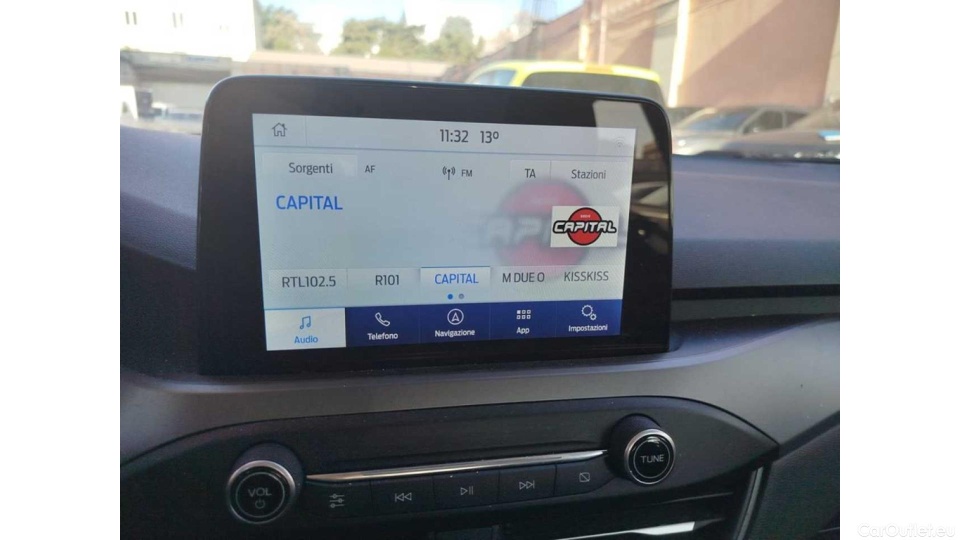 11:32 13º
Sorgenti AF FM TA Stazioni
CAPITAL
CAPITAL
RTL102.5 R101 CAPITAL M DUE O KISSKISS
Audio Telefono Navigazione App Impostazioni
VOL TUNE
CarOutlet.eu